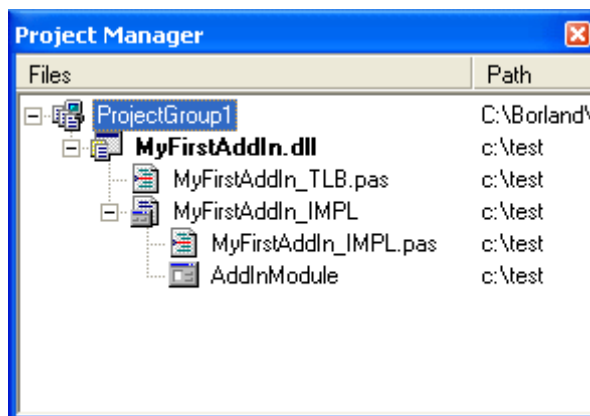 Project Manager
Files Path
ProjectGroup1 C:\Borland\
MyFirstAddIn.dll c:\test
MyFirstAddIn_TLB.pas c:\test
MyFirstAddIn_IMPL c:\test
MyFirstAddIn_IMPL.pas c:\test
AddInModule c:\test